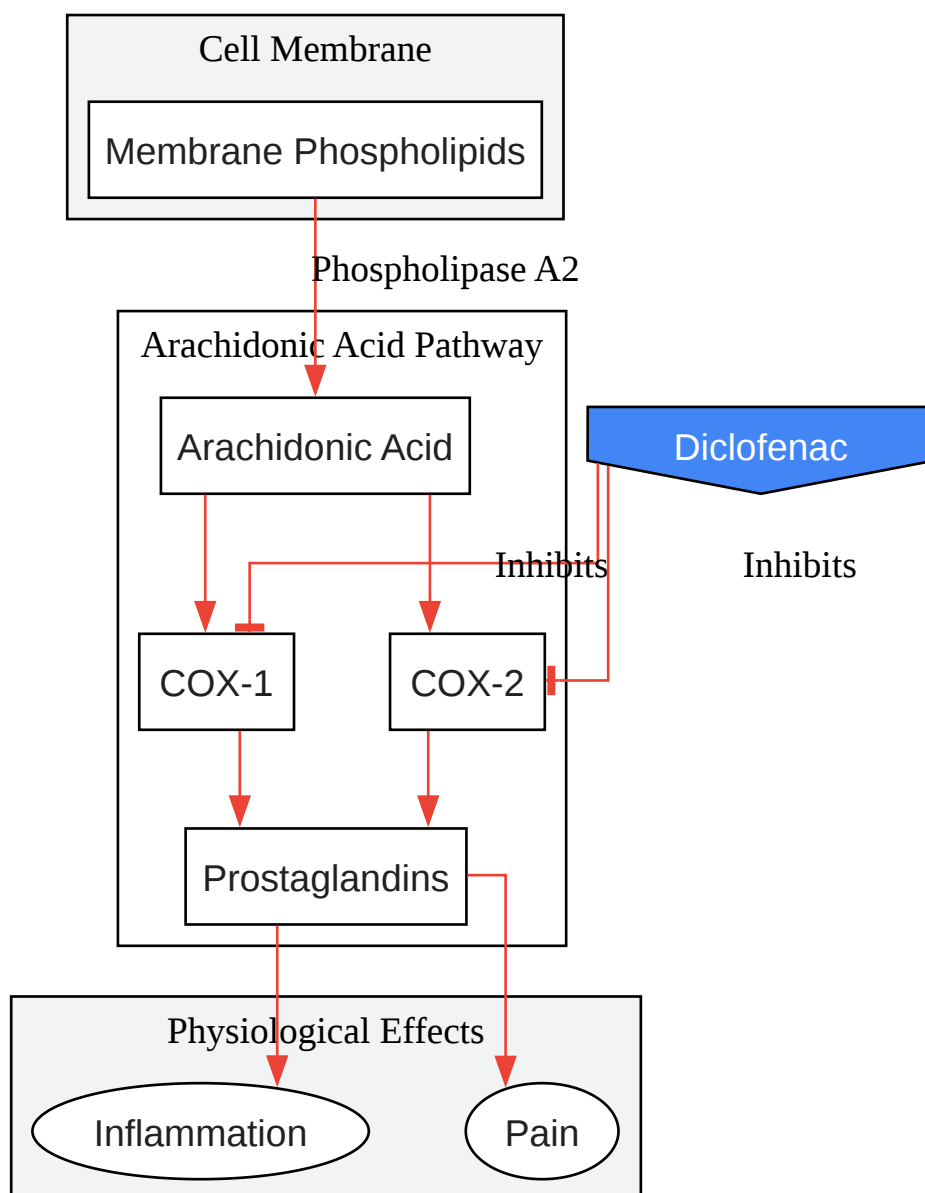 Cell Membrane
Membrane Phospholipids
Phospholipase A2
Arachidonic Acid Pathway
Arachidonic Acid
Diclofenac
Inhibits
Inhibits
COX-1
COX-2
Prostaglandins
Physiological Effects
Inflammation
Pain